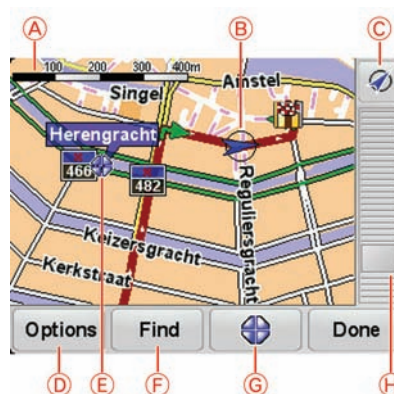 A
B
C
100 200 300 400m
Singel
Amstel
Herengracht
466
482
Reguliersgracht
Keizersgracht
Kerkstraat
Options
Find
Done
D
E
F
G
H